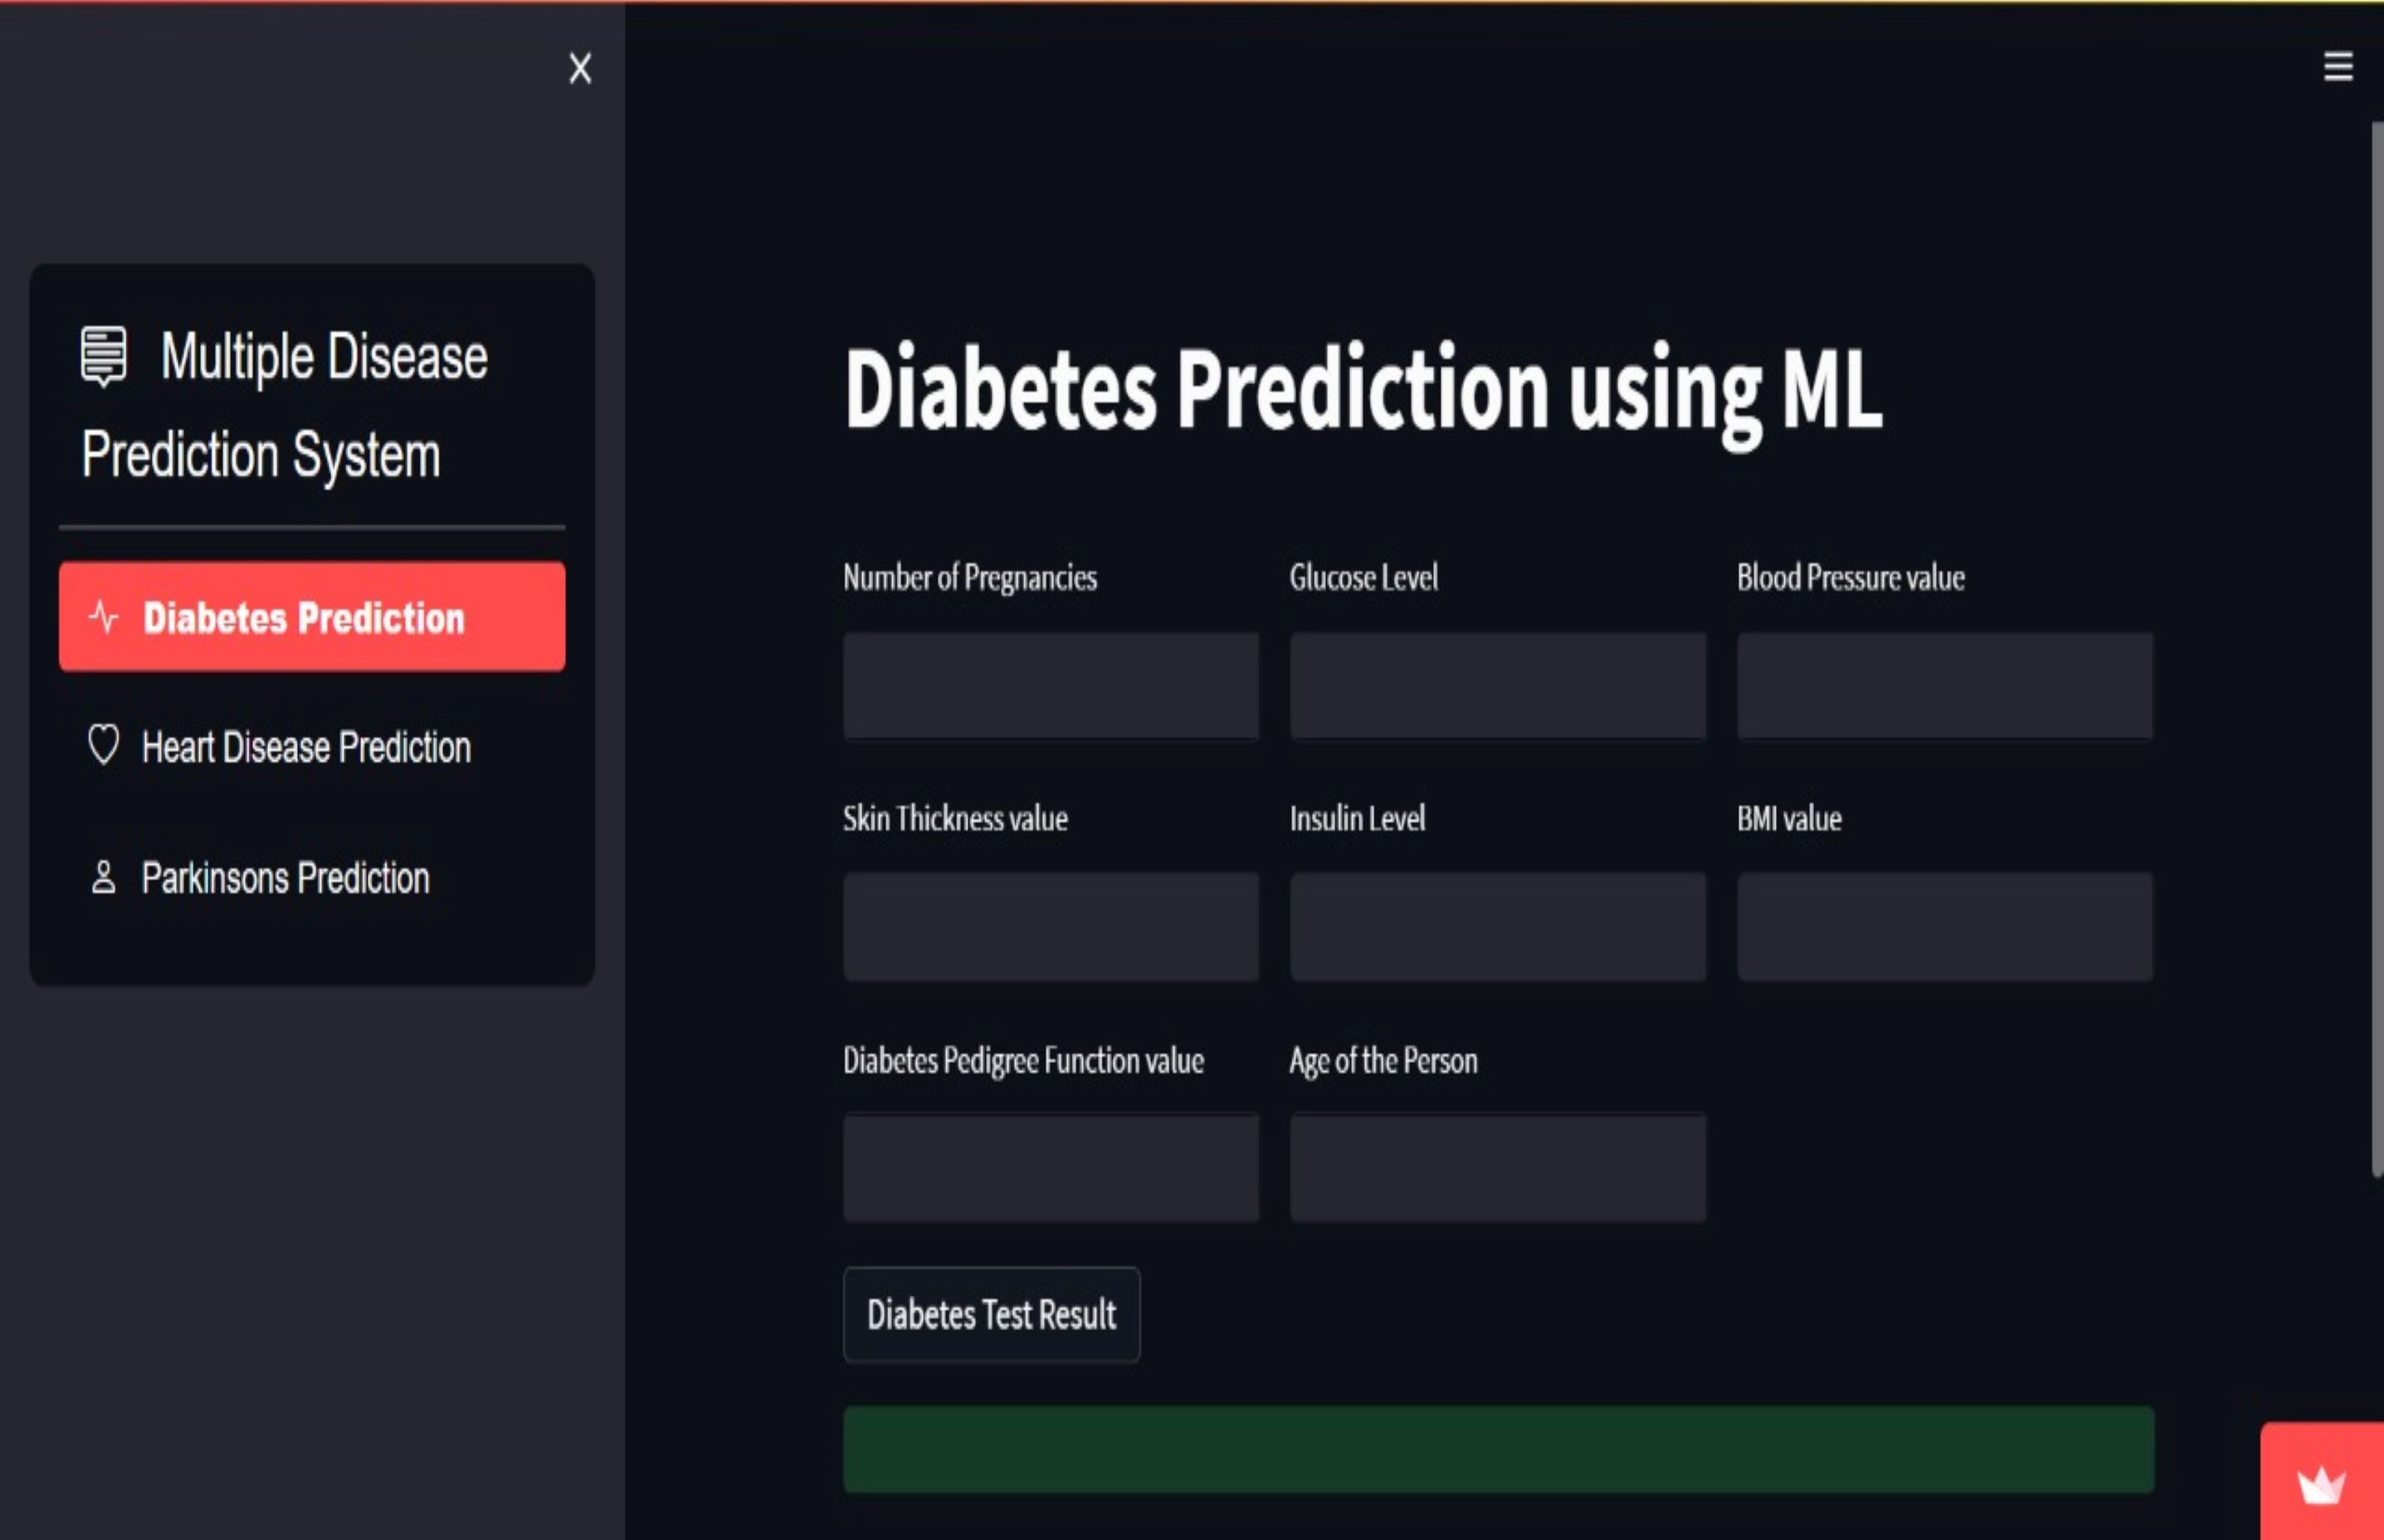 Multiple Disease
Prediction System
Diabetes Prediction
Heart Disease Prediction
Parkinsons Prediction
Diabetes Prediction using ML
Number of Pregnancies
Glucose Level
Blood Pressure value
Skin Thickness value
Insulin Level
BMI value
Diabetes Pedigree Function value
Age of the Person
Diabetes Test Result